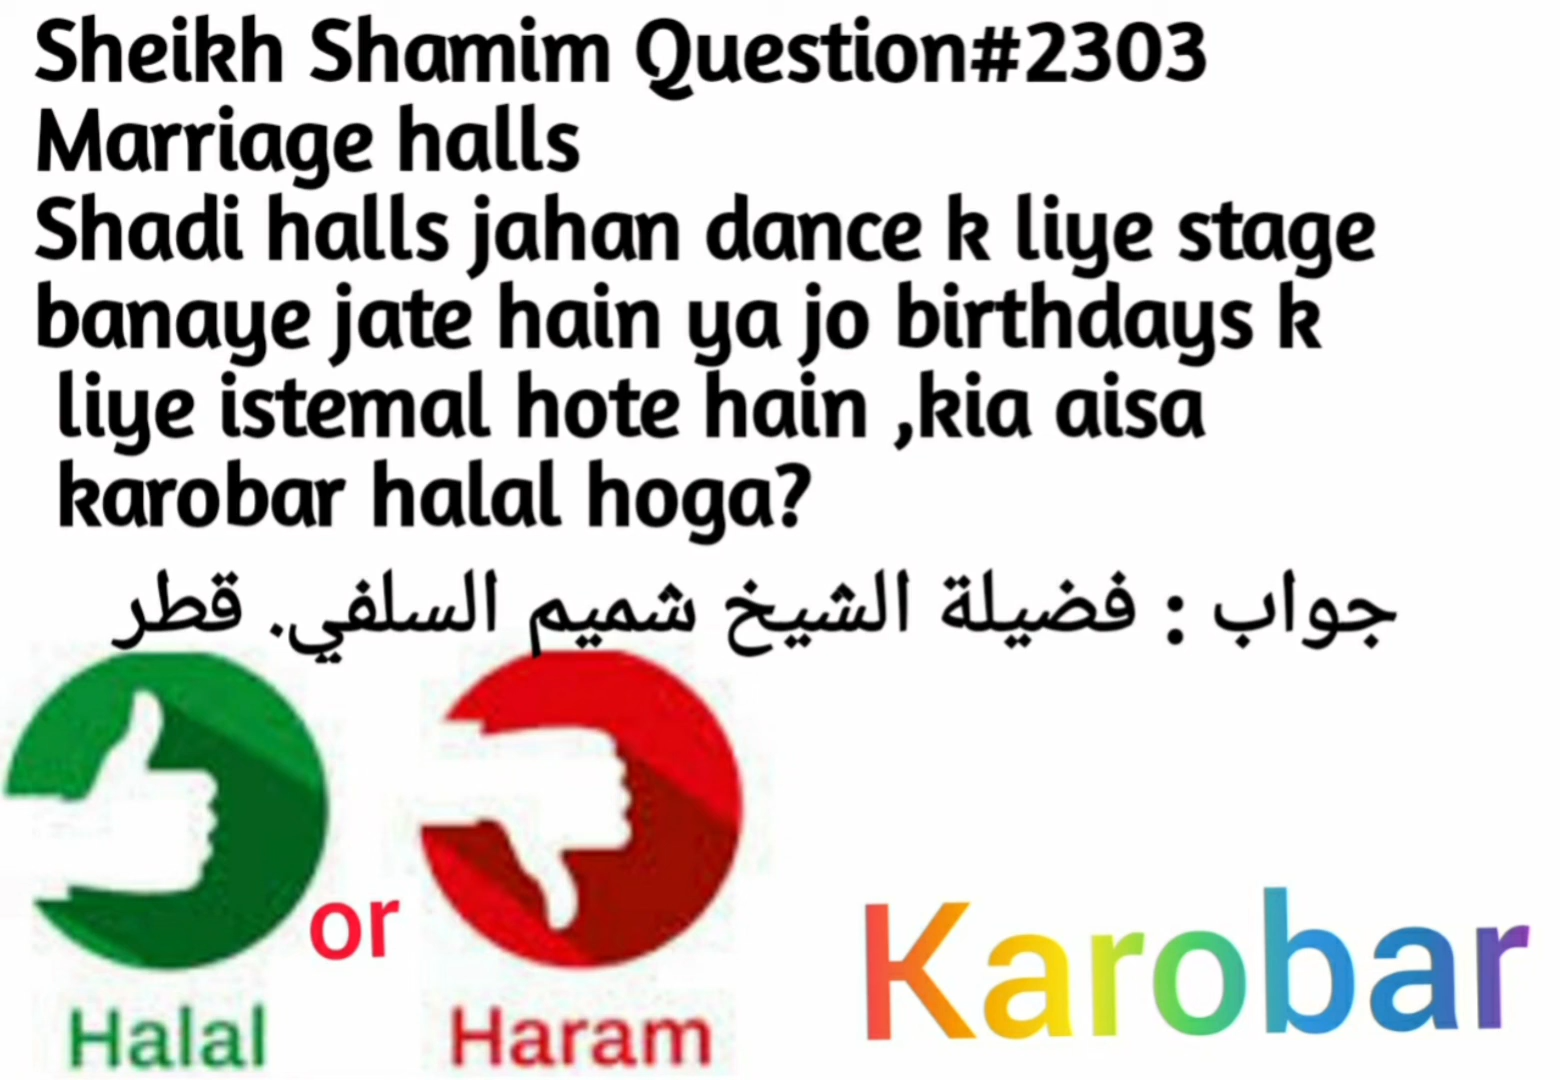 Sheikh Shamim Question#2303
Marriage halls
Shadi halls jahan dance k liye stage
banaye jate hain ya jo birthdays k
liye istemal hote hain ,kia aisa
karobar halal hoga?
جواب : فضيلة الشيخ شميم السلفي. قطر
or
Halal
Haram
Karobar